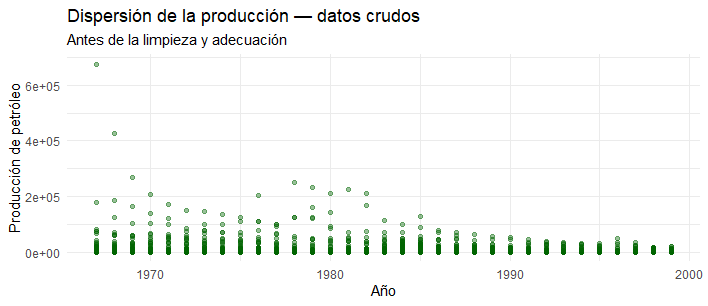 Dispersión de la producción — datos crudos
Antes de la limpieza y adecuación
Producción de petróleo
6e+05
4e+05
2e+05
0e+00
1970
1980
1990
2000
Año